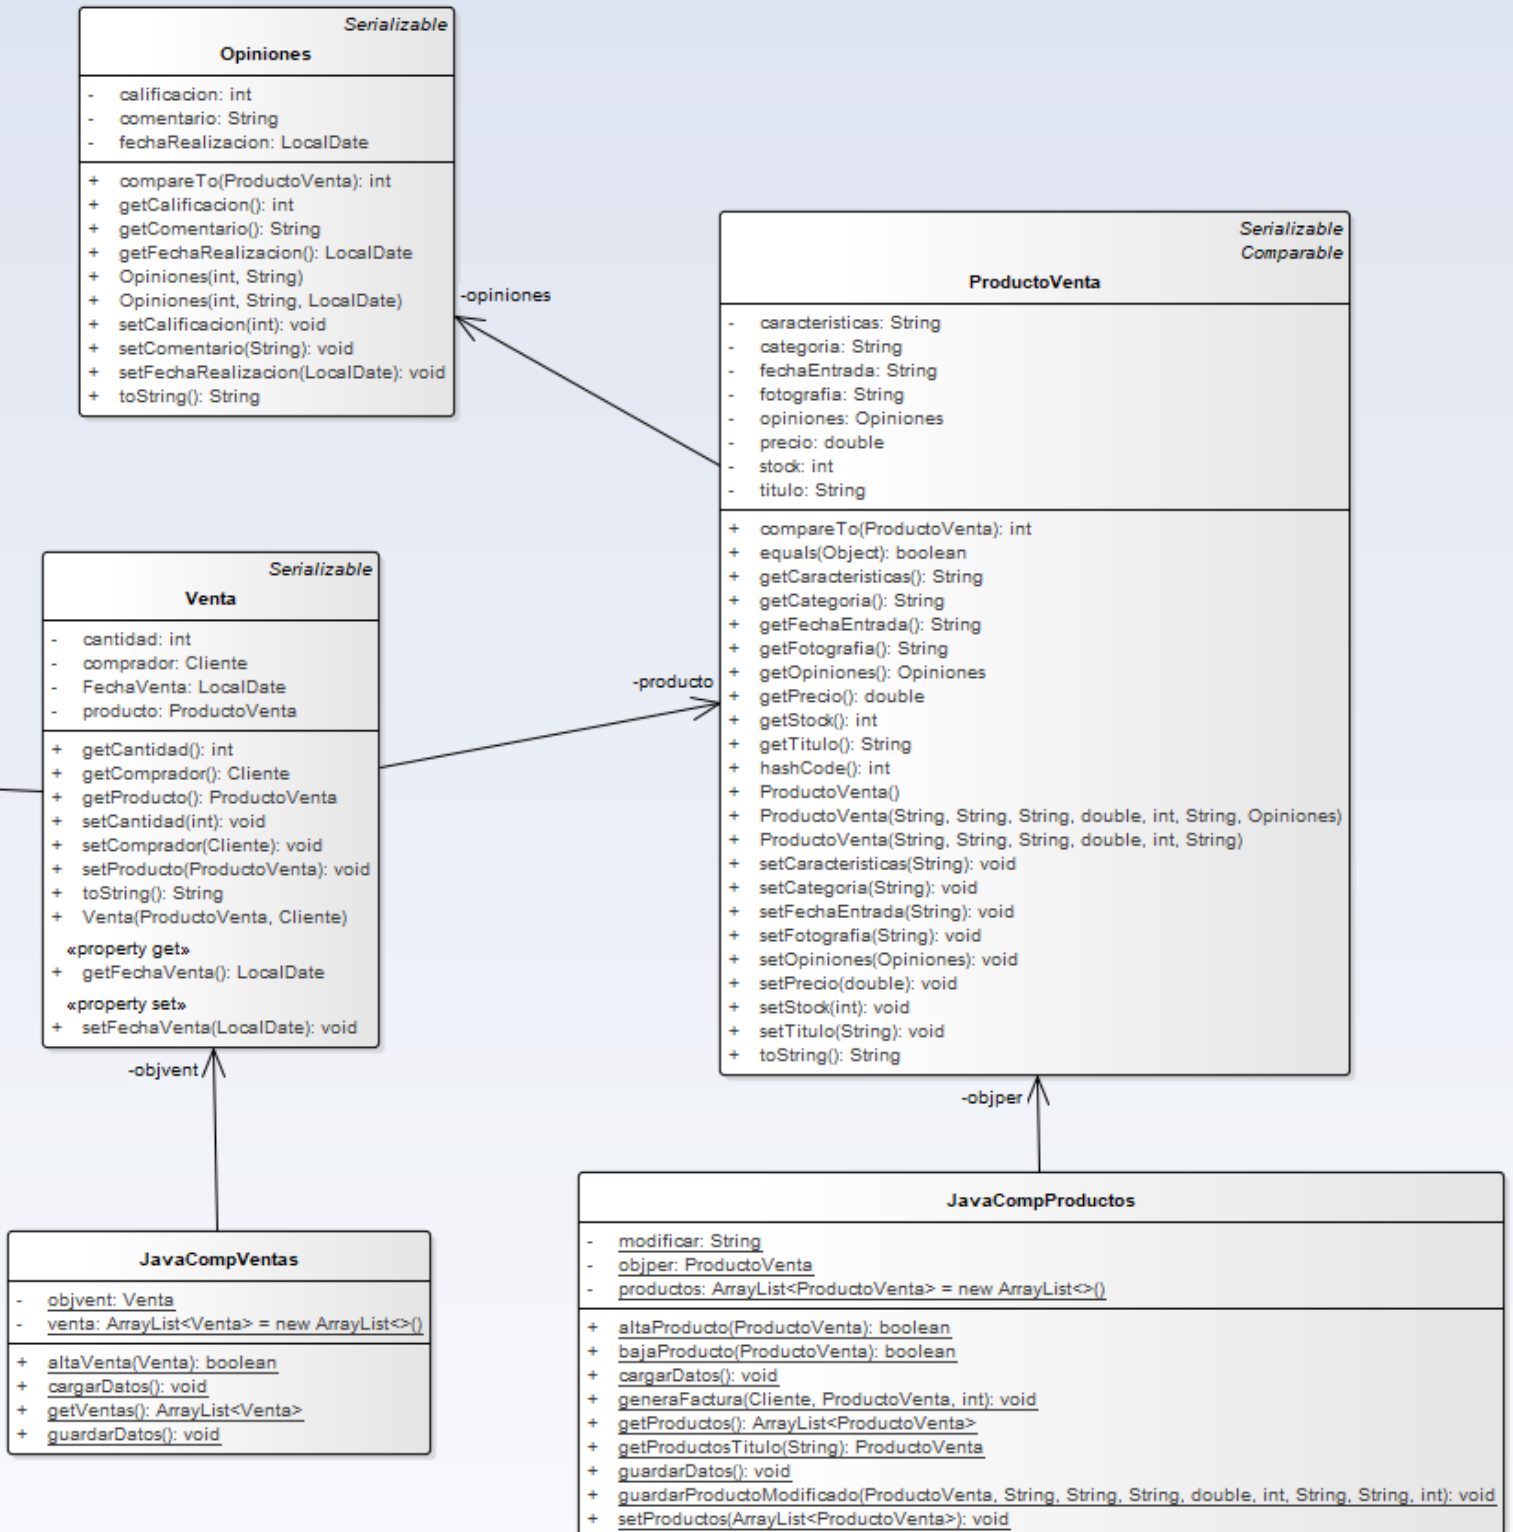 Serializable
Opiniones
- calificacion: int
- comentario: String
- fechaRealizacion: LocalDate
+ compareTo(ProductoVenta): int
+ getCalificacion(): int
+ getComentario(): String
+ getFechaRealizacion(): LocalDate
+ Opiniones(int, String)
+ Opiniones(int, String, LocalDate)
+ setCalificacion(int): void
+ setComentario(String): void
+ setFechaRealizacion(LocalDate): void
+ toString(): String
-opiniones
Serializable
Comparable
ProductoVenta
- caracteristicas: String
- categoria: String
- fechaEntrada: String
- fotografia: String
- opiniones: Opiniones
- precio: double
- stock: int
- titulo: String
+ compareTo(ProductoVenta): int
+ equals(Object): boolean
+ getCaracteristicas(): String
+ getCategoria(): String
+ getFechaEntrada(): String
+ getFotografia(): String
+ getOpiniones(): Opiniones
+ getPrecio(): double
+ getStock(): int
+ getTitulo(): String
+ hashCode(): int
+ ProductoVenta()
+ ProductoVenta(String, String, String, double, int, String, Opiniones)
+ ProductoVenta(String, String, String, double, int, String)
+ setCaracteristicas(String): void
+ setCategoria(String): void
+ setFechaEntrada(String): void
+ setFotografia(String): void
+ setOpiniones(Opiniones): void
+ setPrecio(double): void
+ setStock(int): void
+ setTitulo(String): void
+ toString(): String
Serializable
Venta
- cantidad: int
- comprador: Cliente
- FechaVenta: LocalDate
- producto: ProductoVenta
+ getCantidad(): int
+ getComprador(): Cliente
+ getProducto(): ProductoVenta
+ setCantidad(int): void
+ setComprador(Cliente): void
+ setProducto(ProductoVenta): void
+ toString(): String
+ Venta(ProductoVenta, Cliente)
«property get»
+ getFechaVenta(): LocalDate
«property set»
+ setFechaVenta(LocalDate): void
-producto
-objvent
-objper
JavaCompVentas
- objvent: Venta
- venta: ArrayList<Venta> = new ArrayList<>()
+ altaVenta(Venta): boolean
+ cargarDatos(): void
+ getVentas(): ArrayList<Venta>
+ guardarDatos(): void
JavaCompProductos
- modificar: String
- objper: ProductoVenta
- productos: ArrayList<ProductoVenta> = new ArrayList<>()
+ altaProducto(ProductoVenta): boolean
+ bajaProducto(ProductoVenta): boolean
+ cargarDatos(): void
+ generaFactura(Cliente, ProductoVenta, int): void
+ getProductos(): ArrayList<ProductoVenta>
+ getProductosTitulo(String): ProductoVenta
+ guardarDatos(): void
+ guardarProductoModificado(ProductoVenta, String, String, String, double, int, String, String, int): void
+ setProductos(ArrayList<ProductoVenta>): void